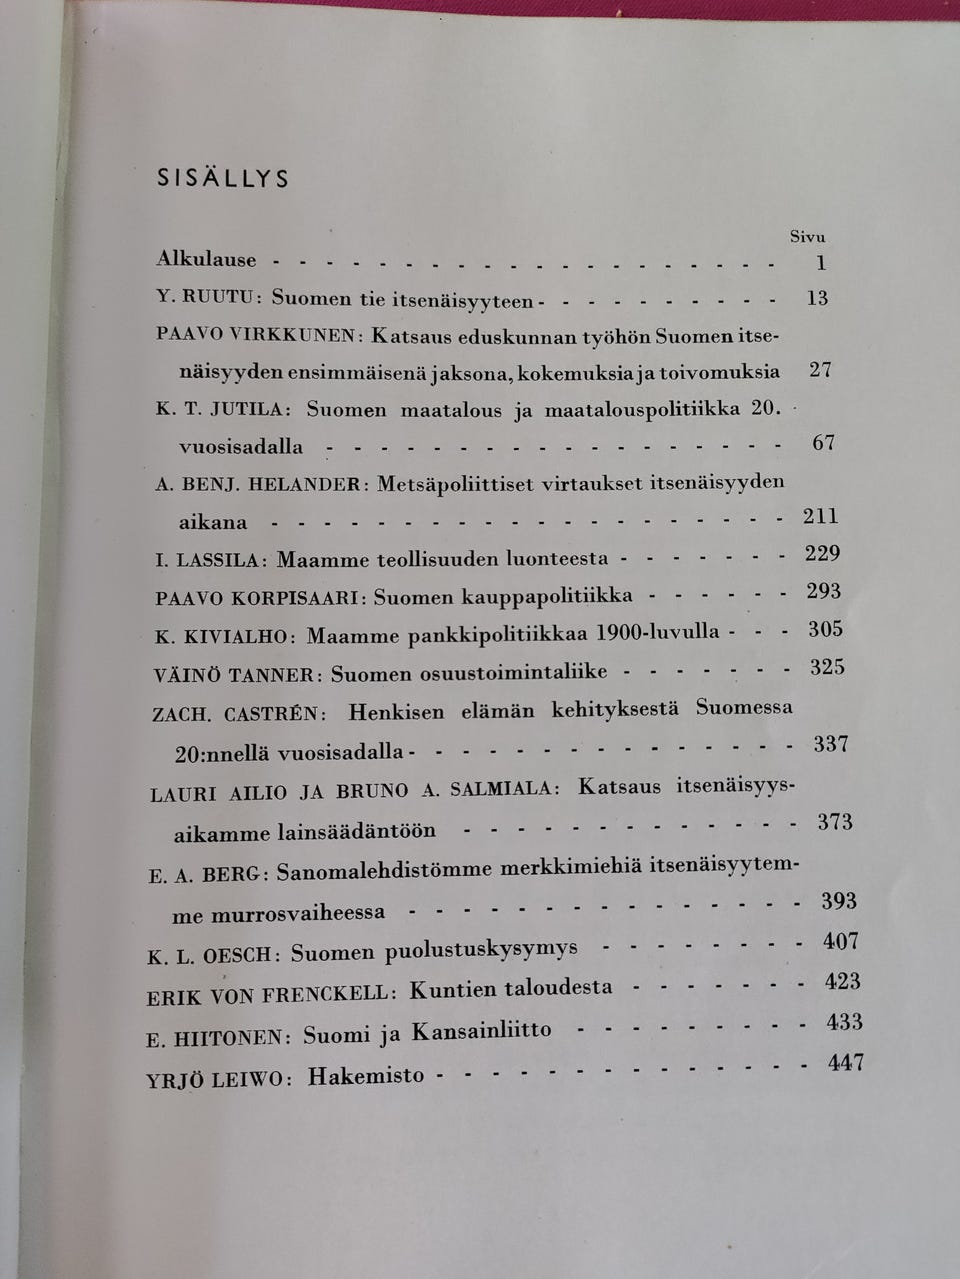 SISÄLLYS
Sivu
Alkulause - - - - - - - - - - - - - - - - - - - - 1
Y. RUUTU: Suomen tie itsenäisyyteen - - - - - - - - - - 13
PAAVO VIRKKUNEN: Katsaus eduskunnan työhön Suomen itse-
näisyyden ensimmäisenä jaksona, kokemuksia ja toivomuksia 27
K. T. JUTILA: Suomen maatalous ja maatalouspolitiikka 20.
vuosisadalla - - - - - - - - - - - - - - - - - - 67
A. BENJ. HELANDER: Metsäpoliittiset virtaukset itsenäisyyden
aikana - - - - - - - - - - - - - - - - - - - - 211
I. LASSILA: Maamme teollisuuden luonteesta - - - - - - - 229
PAAVO KORPISAARI: Suomen kauppapolitiikka - - - - - - 293
K. KIVIALHO: Maamme pankkipolitiikkaa 1900-luvulla - - - 305
VÄINÖ TANNER: Suomen osuustoimintaliike - - - - - - - 325
ZACH. CASTRÉN: Henkisen elämän kehityksestä Suomessa
20:nnellä vuosisadalla - - - - - - - - - - - - - - - 337
LAURI AILIO JA BRUNO A. SALMIALA: Katsaus itsenäisyys-
aikamme lainsäädäntöön - - - - - - - - - - - - - 373
E. A. BERG: Sanomalehdistömme merkkimiehiä itsenäisyytem-
me murrosvaiheessa - - - - - - - - - - - - - - - 393
K. L. OESCH: Suomen puolustuskysymys - - - - - - - - 407
ERIK VON FRENCKELL: Kuntien taloudesta - - - - - - - 423
E. HIITONEN: Suomi ja Kansainliitto - - - - - - - - - 433
YRJÖ LEIWO: Hakemisto - - - - - - - - - - - - - - 447